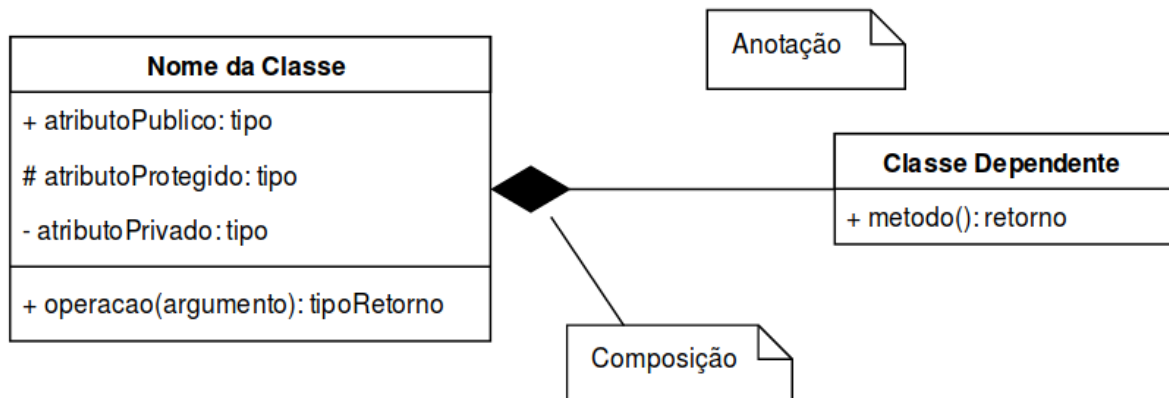 Nome da Classe
+ atributoPublico: tipo
# atributoProtegido: tipo
- atributoPrivado: tipo
+ operacao(argumento): tipoRetorno
Anotação
Classe Dependente
+ metodo(): retorno
Composição